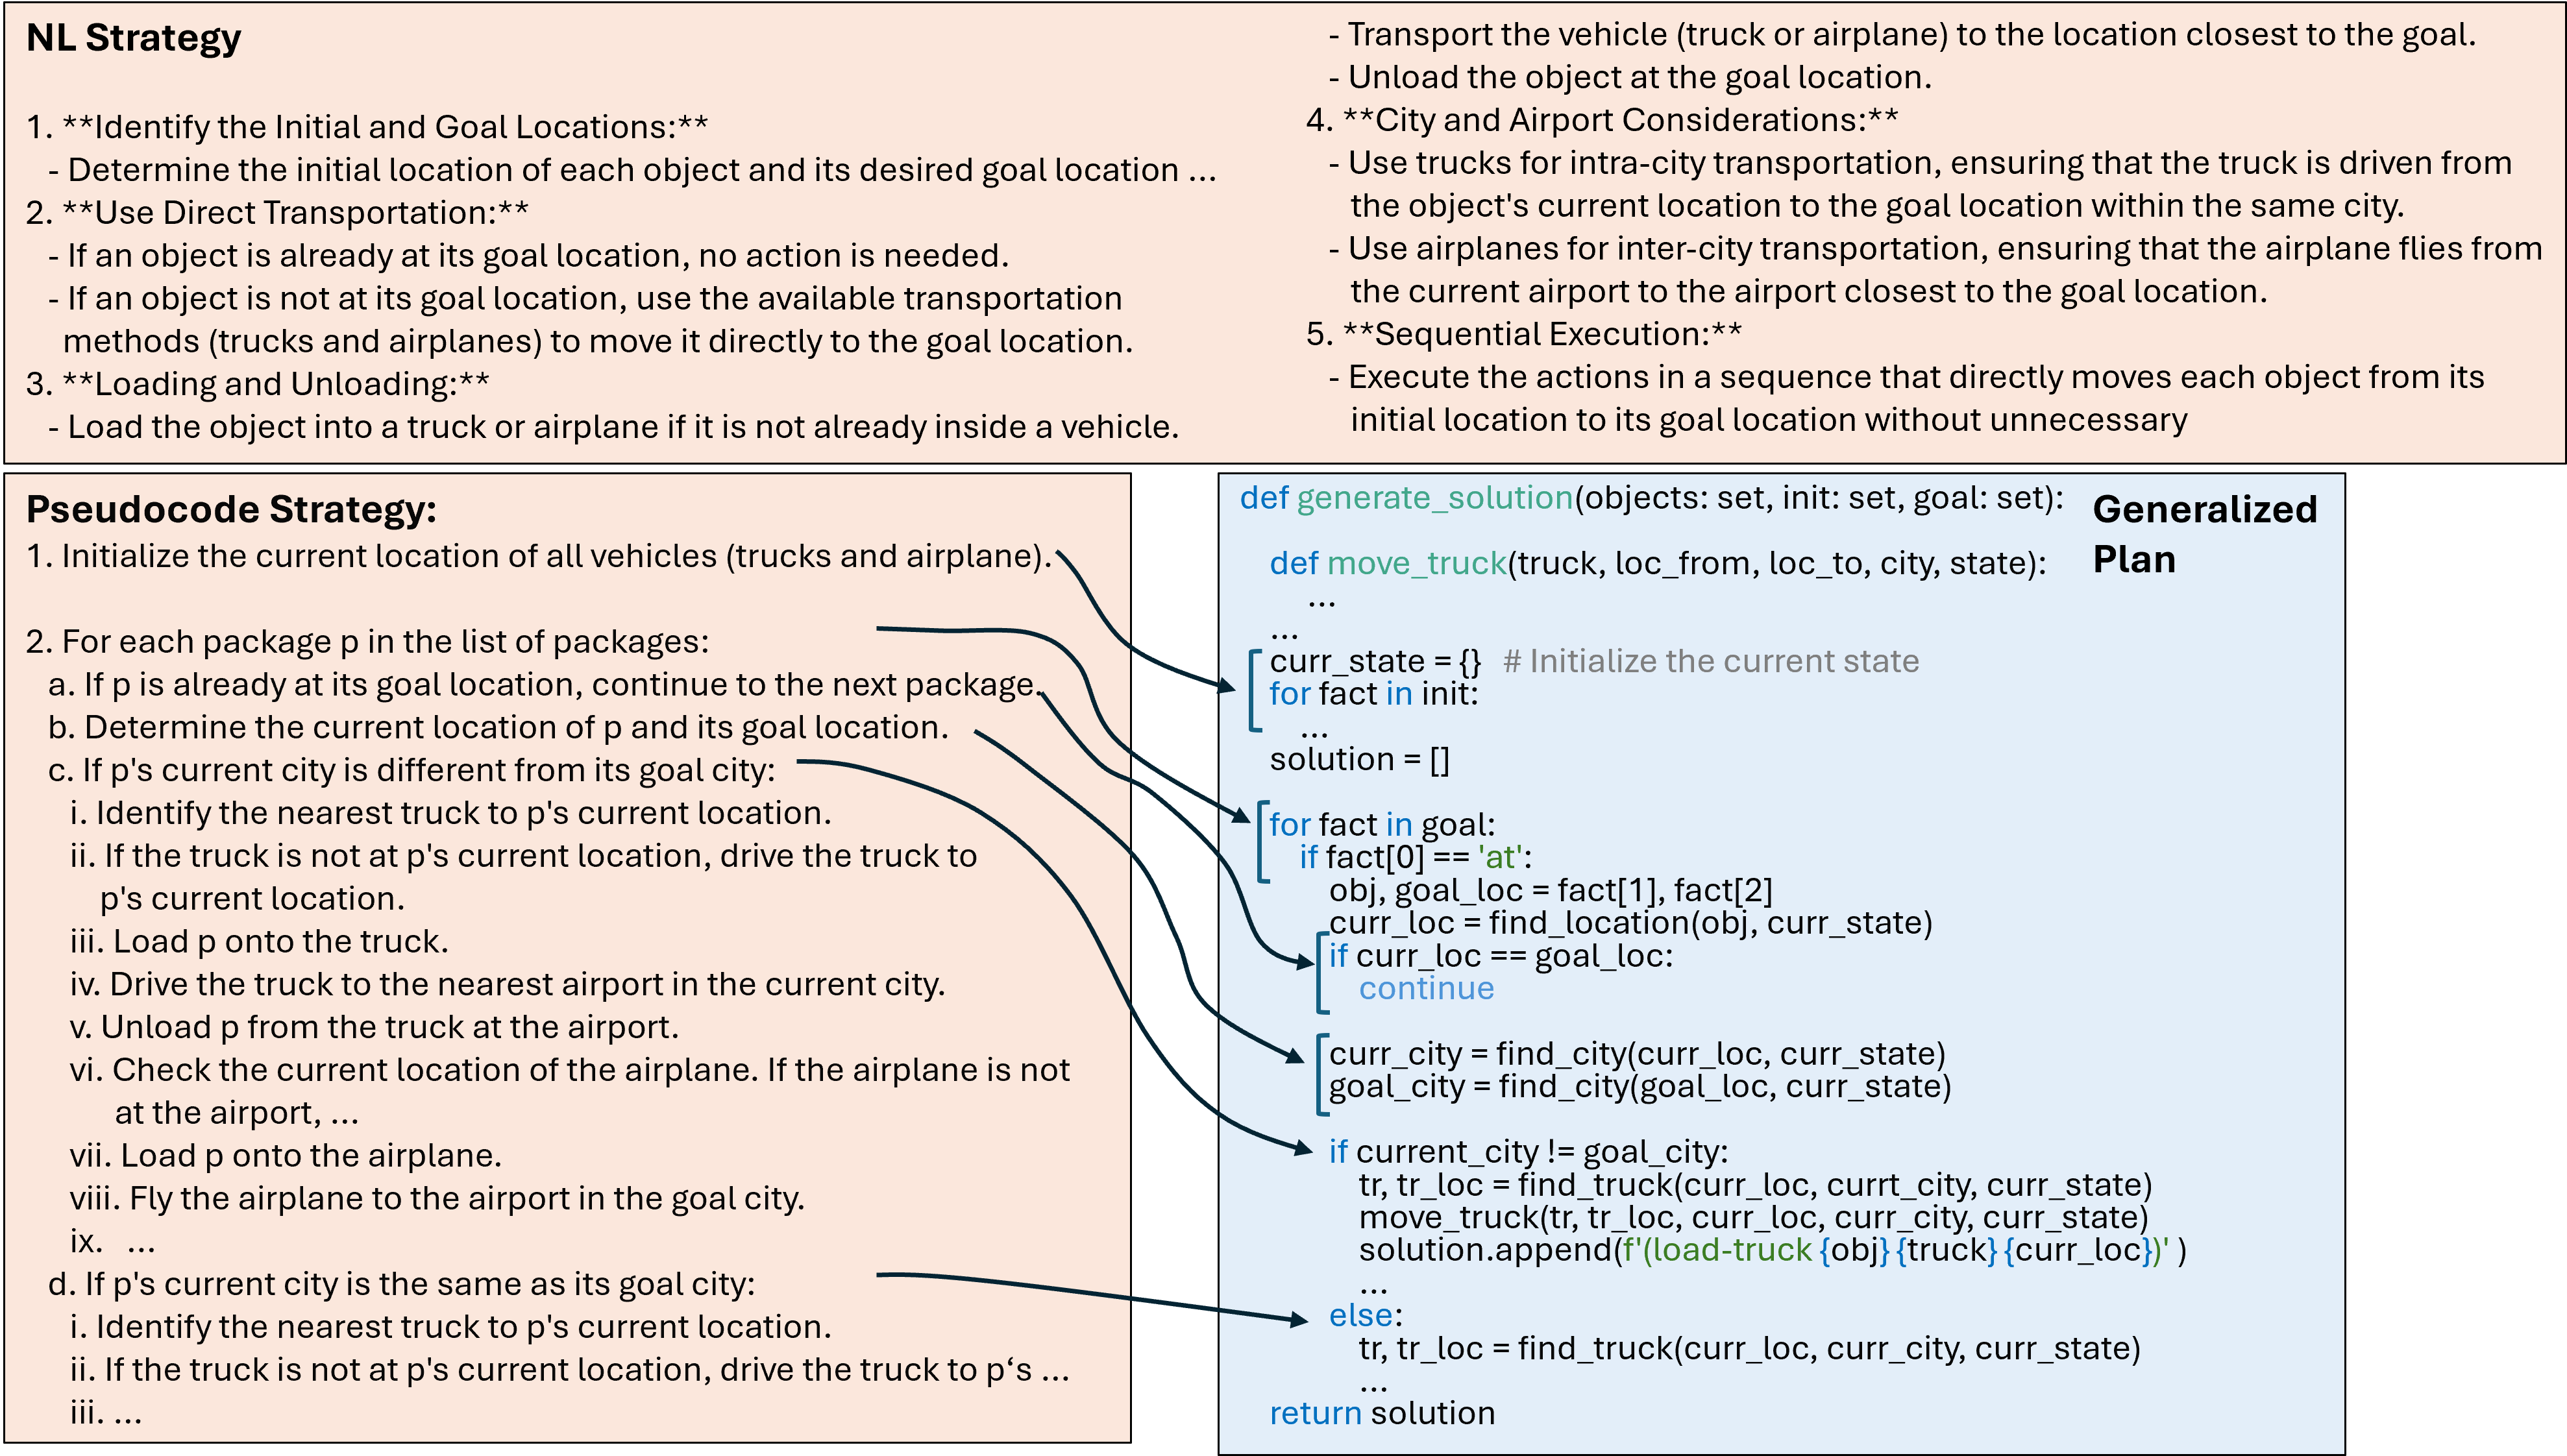 NL Strategy
1. **Identify the Initial and Goal Locations:**
- Determine the initial location of each object and its desired goal location ...
2. **Use Direct Transportation:**
- If an object is already at its goal location, no action is needed.
- If an object is not at its goal location, use the available transportation
methods (trucks and airplanes) to move it directly to the goal location.
3. **Loading and Unloading:**
- Load the object into a truck or airplane if it is not already inside a vehicle.
- Transport the vehicle (truck or airplane) to the location closest to the goal.
- Unload the object at the goal location.
4. **City and Airport Considerations:**
- Use trucks for intra-city transportation, ensuring that the truck is driven from
the object's current location to the goal location within the same city.
- Use airplanes for inter-city transportation, ensuring that the airplane flies from
the current airport to the airport closest to the goal location.
5. **Sequential Execution:**
- Execute the actions in a sequence that directly moves each object from its
initial location to its goal location without unnecessary
Pseudocode Strategy:
1. Initialize the current location of all vehicles (trucks and airplane).
2. For each package p in the list of packages:
a. If p is already at its goal location, continue to the next package.
b. Determine the current location of p and its goal location.
c. If p's current city is different from its goal city:
i. Identify the nearest truck to p's current location.
ii. If the truck is not at p's current location, drive the truck to
p's current location.
iii. Load p onto the truck.
iv. Drive the truck to the nearest airport in the current city.
v. Unload p from the truck at the airport.
vi. Check the current location of the airplane. If the airplane is not
at the airport, ...
vii. Load p onto the airplane.
viii. Fly the airplane to the airport in the goal city.
ix. ...
d. If p's current city is the same as its goal city:
i. Identify the nearest truck to p's current location.
ii. If the truck is not at p's current location, drive the truck to p‘s ...
iii. ...
Generalized
Plan
def generate_solution(objects: set, init: set, goal: set):
def move_truck(truck, loc_from, loc_to, city, state):
...
...
curr_state = {} # Initialize the current state
for fact in init:
...
solution = []
for fact in goal:
if fact[0] == 'at':
obj, goal_loc = fact[1], fact[2]
curr_loc = find_location(obj, curr_state)
if curr_loc == goal_loc:
continue
curr_city = find_city(curr_loc, curr_state)
goal_city = find_city(goal_loc, curr_state)
if current_city != goal_city:
tr, tr_loc = find_truck(curr_loc, currt_city, curr_state)
move_truck(tr, tr_loc, curr_loc, curr_city, curr_state)
solution.append(f'(load-truck {obj} {truck} {curr_loc})' )
...
else:
tr, tr_loc = find_truck(curr_loc, curr_city, curr_state)
...
return solution